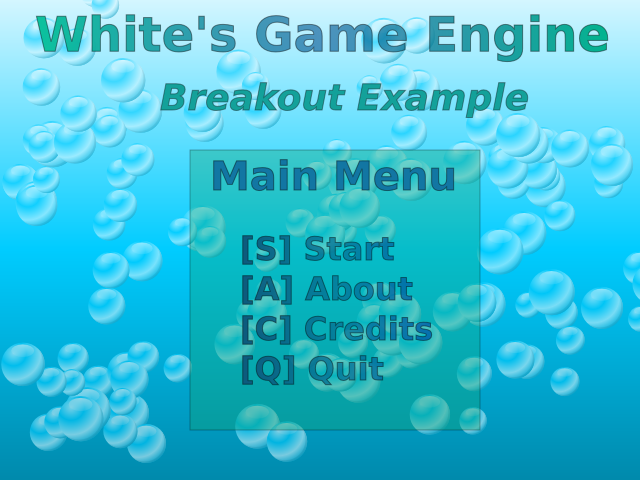 White's Game Engine
Breakout Example
Main Menu
[S] Start
[A] About
[C] Credits
[Q] Quit